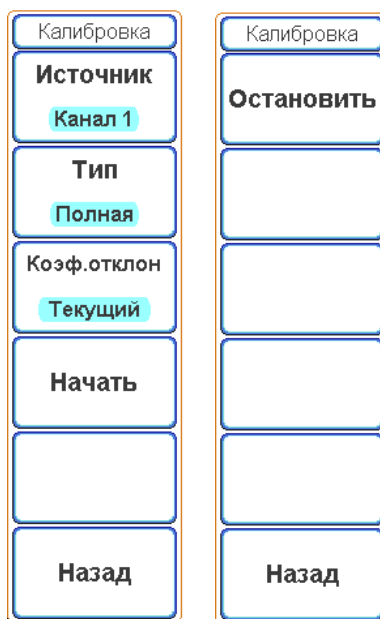 Калибровка
Источник
Канал 1
Тип
Полная
Коэф.отклон
Текущий
Начать
Назад
Калибровка
Остановить
Назад